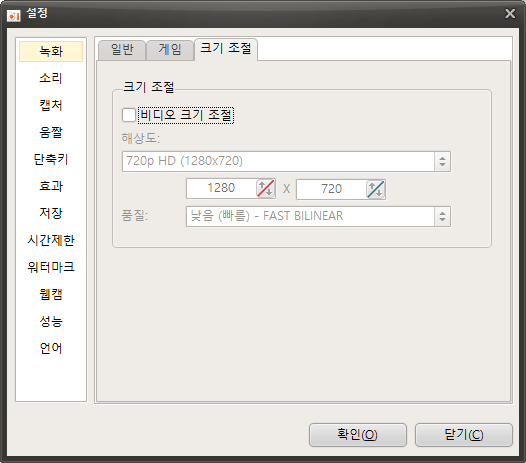 설정
녹화
소리
캡처
움짤
단축키
효과
저장
시간제한
워터마크
웹캠
성능
언어
일반 게임 크기 조절
크기 조절
비디오 크기 조절
해상도:
720p HD (1280x720)
1280 X 720
품질: 낮음 (빠름) - FAST BILINEAR
확인(O) 닫기(C)